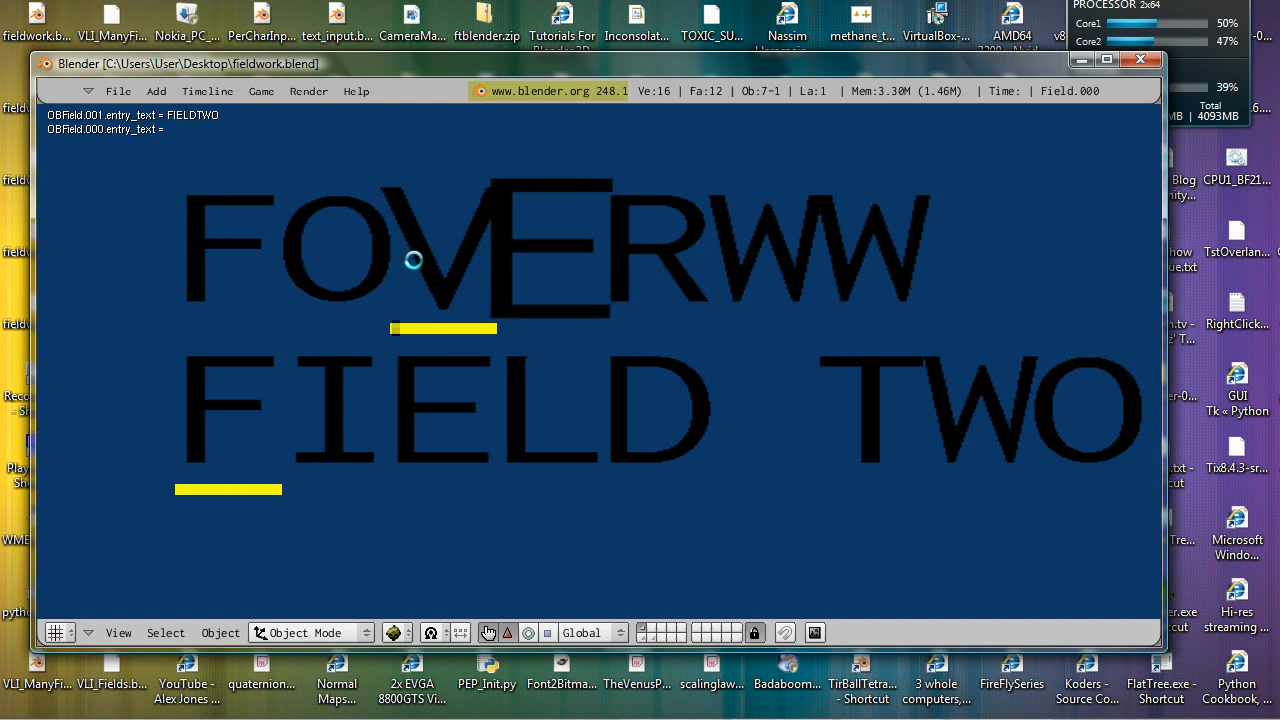 fieldwork.b... VLI_ManyFi... Nokia_PC_... PerCharInp... text_input.b... CameraMa... ftblender.zip Tutorials For Inconsolat... TOXIC_SU... Nassim methane_t... VirtualBox-... AMD64
PROCESSOR 2x64
Core1 50%
Core2 47%
39%
Total
MB | 4093MB
Blender [C:\Users\User\Desktop\fieldwork.blend]
File Add Timeline Game Render Help
www.blender.org 248.1 Ve:16 | Fa:12 | Ob:7-1 | La:1 | Mem:3.30M (1.46M) | Time: | Field.000
OBField.001.entry_text = FIELDTWO
OBField.000.entry_text =
FOVERWW
FIELD TWO
Blog CPU1_BF21...
TstOverlan...
RightClick...
GUI
Tk « Python
Tix8.4.3-sr...
Microsoft
Windo...
Hi-res
streaming ...
View Select Object Object Mode Global
VLI_ManyFi... VLI_Fields.b... YouTube - Alex Jones ... quaternion... Normal Maps... 2x EVGA 8800GTS Vi... PEP_Init.py Font2Bitma... TheVenusP... scalinglaw... Badaboom... TirBallTetra... - Shortcut 3 whole computers,... FireFlySeries Koders - Source Co... FlatTree.exe - Shortcut Python Cookbook, ...